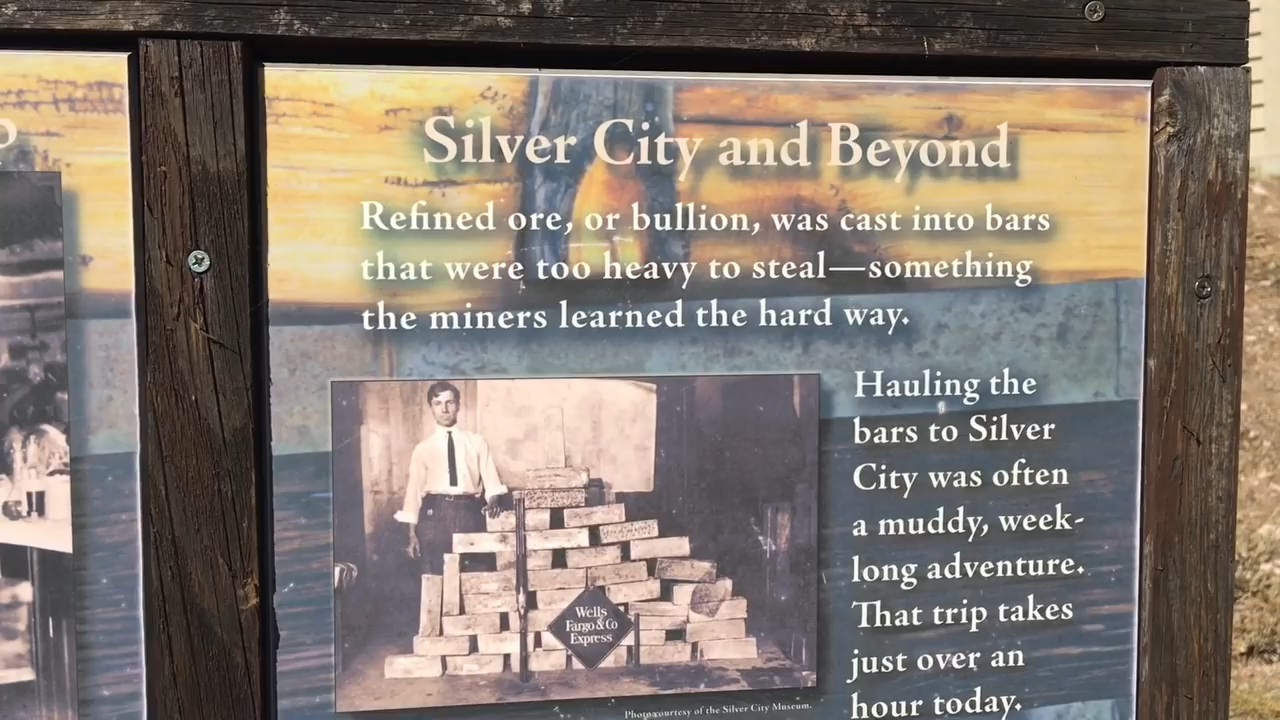 Silver City and Beyond
Refined ore, or bullion, was cast into bars
that were too heavy to steal—something
the miners learned the hard way.
Hauling the
bars to Silver
City was often
a muddy, week-
long adventure.
That trip takes
just over an
hour today.
Wells
Fargo & Co
Express
Photo courtesy of the Silver City Museum.